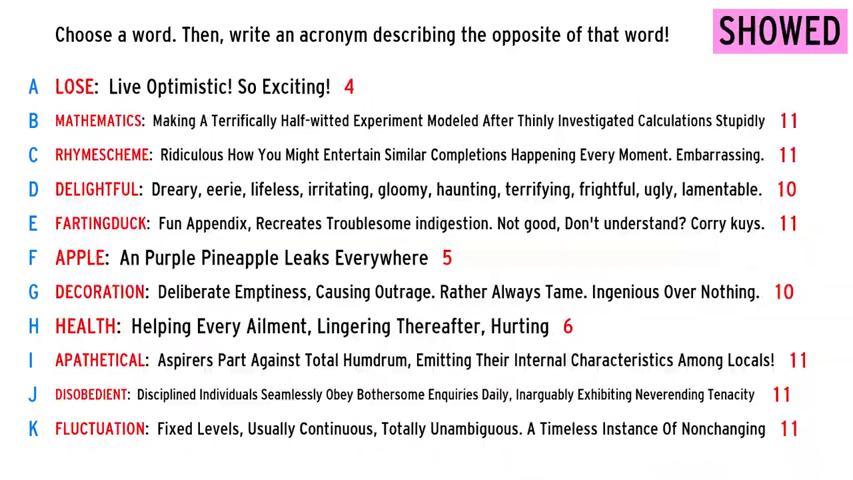 Choose a word. Then, write an acronym describing the opposite of that word!
SHOWED
A LOSE: Live Optimistic! So Exciting! 4
B MATHEMATICS: Making A Terrifically Half-witted Experiment Modeled After Thinly Investigated Calculations Stupidly 11
C RHYMESCHEME: Ridiculous How You Might Entertain Similar Completions Happening Every Moment. Embarrassing. 11
D DELIGHTFUL: Dreary, eerie, lifeless, irritating, gloomy, haunting, terrifying, frightful, ugly, lamentable. 10
E FARTINGDUCK: Fun Appendix, Recreates Troublesome indigestion. Not good, Don't understand? Corry kuys. 11
F APPLE: An Purple Pineapple Leaks Everywhere 5
G DECORATION: Deliberate Emptiness, Causing Outrage. Rather Always Tame. Ingenious Over Nothing. 10
H HEALTH: Helping Every Ailment, Lingering Thereafter, Hurting 6
I APATHETICAL: Aspirers Part Against Total Humdrum, Emitting Their Internal Characteristics Among Locals! 11
J DISOBEDIENT: Disciplined Individuals Seamlessly Obey Bothersome Enquiries Daily, Inarguably Exhibiting Neverending Tenacity 11
K FLUCTUATION: Fixed Levels, Usually Continuous, Totally Unambiguous. A Timeless Instance Of Nonchanging 11